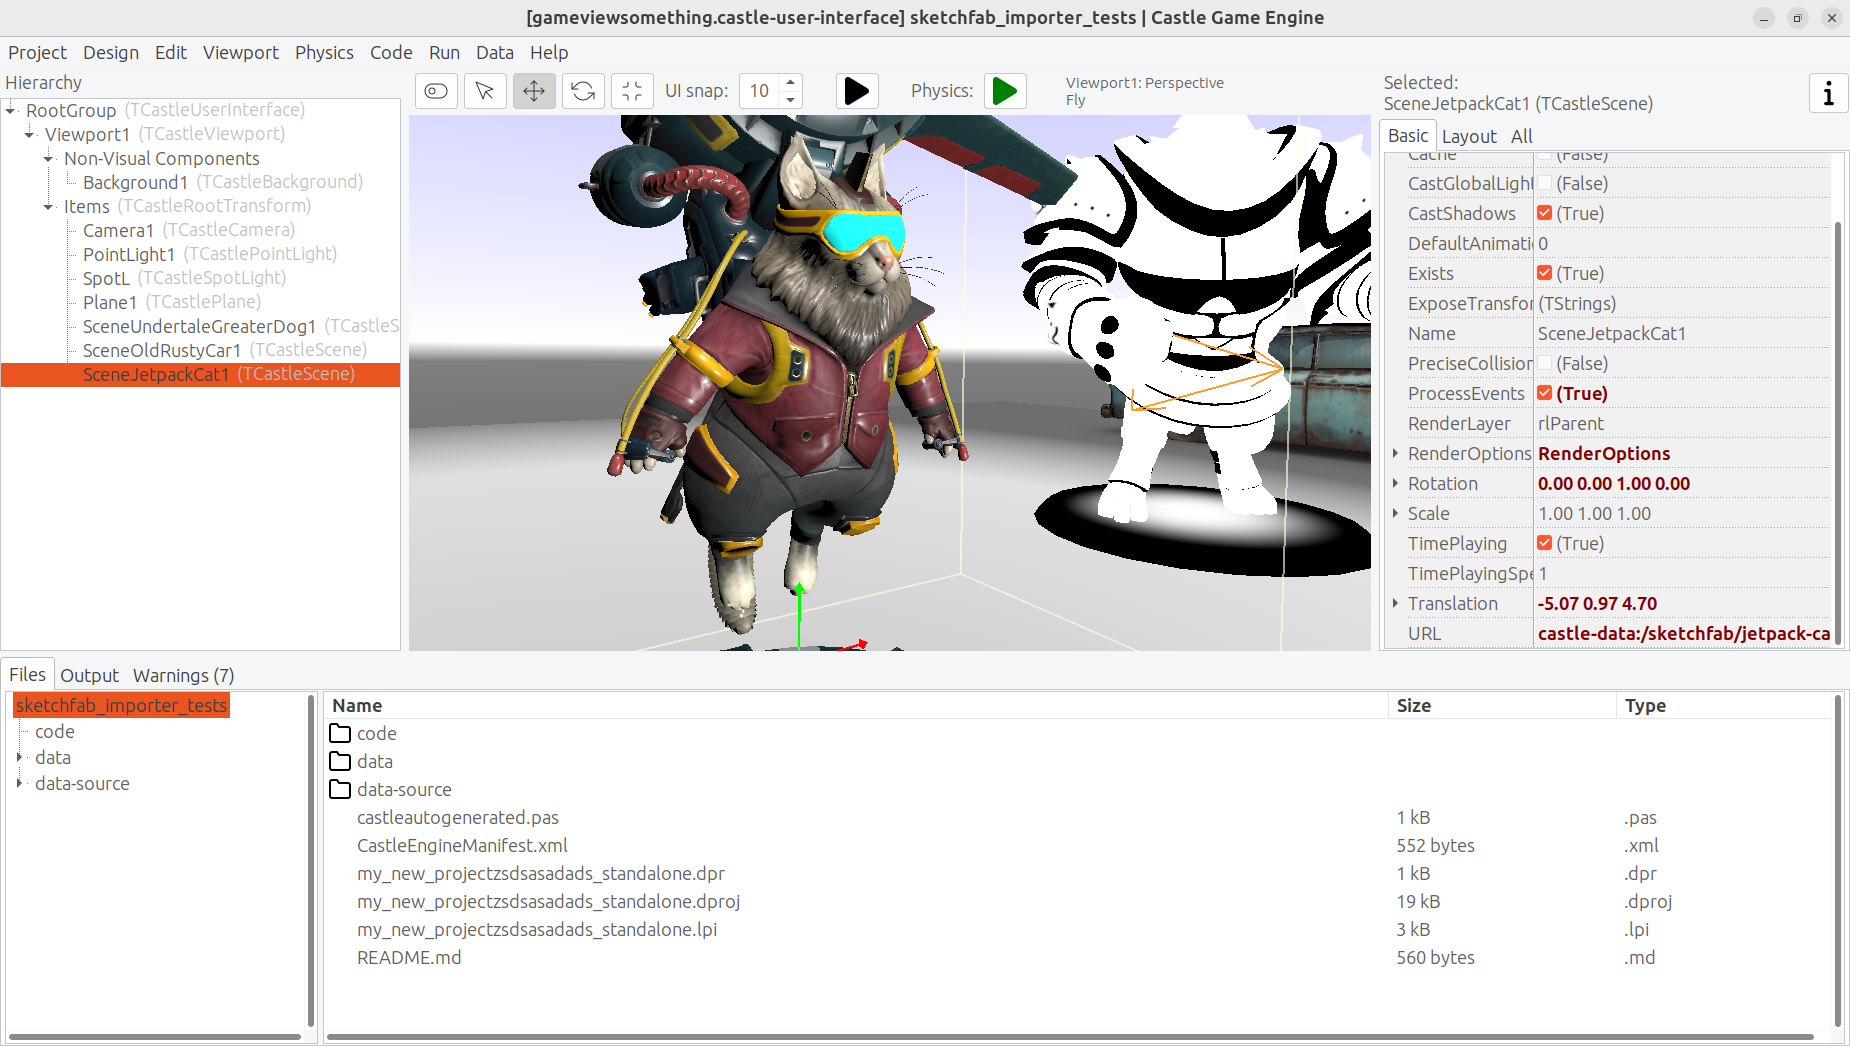 [gameviewsomething.castle-user-interface] sketchfab_importer_tests | Castle Game Engine
Project Design Edit Viewport Physics Code Run Data Help
Hierarchy
RootGroup (TCastleUserInterface)
Viewport1 (TCastleViewport)
Non-Visual Components
Background1 (TCastleBackground)
Items (TCastleRootTransform)
Camera1 (TCastleCamera)
PointLight1 (TCastlePointLight)
SpotL (TCastleSpotLight)
Plane1 (TCastlePlane)
SceneUndertaleGreaterDog1 (TCastleS
SceneOldRustyCar1 (TCastleScene)
SceneJetpackCat1 (TCastleScene)
UI snap: 10
Physics:
Viewport1: Perspective
Fly
Selected:
SceneJetpackCat1 (TCastleScene)
Basic Layout All
Cache (False)
CastGlobalLight (False)
CastShadows (True)
DefaultAnimati 0
Exists (True)
ExposeTransfor (TStrings)
Name SceneJetpackCat1
PreciseCollision (False)
ProcessEvents (True)
RenderLayer rlParent
RenderOptions RenderOptions
Rotation 0.00 0.00 1.00 0.00
Scale 1.00 1.00 1.00
TimePlaying (True)
TimePlayingSpe 1
Translation -5.07 0.97 4.70
URL castle-data:/sketchfab/jetpack-ca
Files Output Warnings (7)
sketchfab_importer_tests
code
data
data-source
Name Size Type
code
data
data-source
castleautogenerated.pas 1 kB .pas
CastleEngineManifest.xml 552 bytes .xml
my_new_projectzsdsasadads_standalone.dpr 1 kB .dpr
my_new_projectzsdsasadads_standalone.dproj 19 kB .dproj
my_new_projectzsdsasadads_standalone.lpi 3 kB .lpi
README.md 560 bytes .md